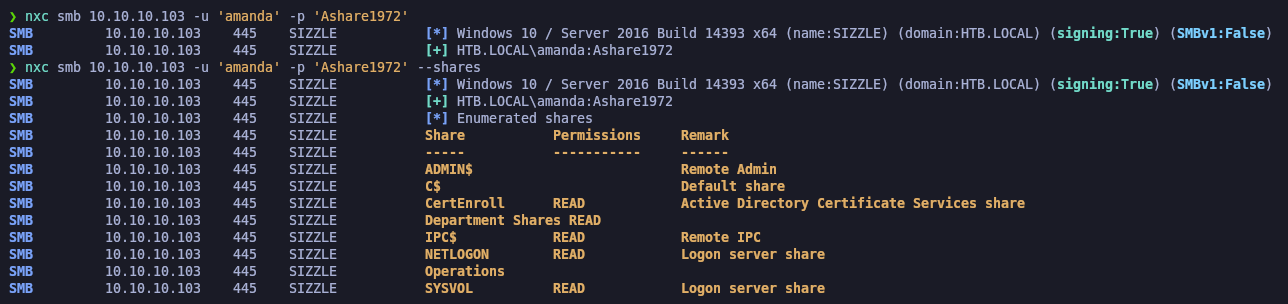 ❯ nxc smb 10.10.10.103 -u 'amanda' -p 'Ashare1972'
SMB 10.10.10.103 445 SIZZLE [*] Windows 10 / Server 2016 Build 14393 x64 (name:SIZZLE) (domain:HTB.LOCAL) (signing:True) (SMBv1:False)
SMB 10.10.10.103 445 SIZZLE [+] HTB.LOCAL\amanda:Ashare1972
❯ nxc smb 10.10.10.103 -u 'amanda' -p 'Ashare1972' --shares
SMB 10.10.10.103 445 SIZZLE [*] Windows 10 / Server 2016 Build 14393 x64 (name:SIZZLE) (domain:HTB.LOCAL) (signing:True) (SMBv1:False)
SMB 10.10.10.103 445 SIZZLE [+] HTB.LOCAL\amanda:Ashare1972
SMB 10.10.10.103 445 SIZZLE [*] Enumerated shares
SMB 10.10.10.103 445 SIZZLE Share Permissions Remark
SMB 10.10.10.103 445 SIZZLE ----- ----------- ------
SMB 10.10.10.103 445 SIZZLE ADMIN$ Remote Admin
SMB 10.10.10.103 445 SIZZLE C$ Default share
SMB 10.10.10.103 445 SIZZLE CertEnroll READ Active Directory Certificate Services share
SMB 10.10.10.103 445 SIZZLE Department Shares READ
SMB 10.10.10.103 445 SIZZLE IPC$ READ Remote IPC
SMB 10.10.10.103 445 SIZZLE NETLOGON READ Logon server share
SMB 10.10.10.103 445 SIZZLE Operations
SMB 10.10.10.103 445 SIZZLE SYSVOL READ Logon server share